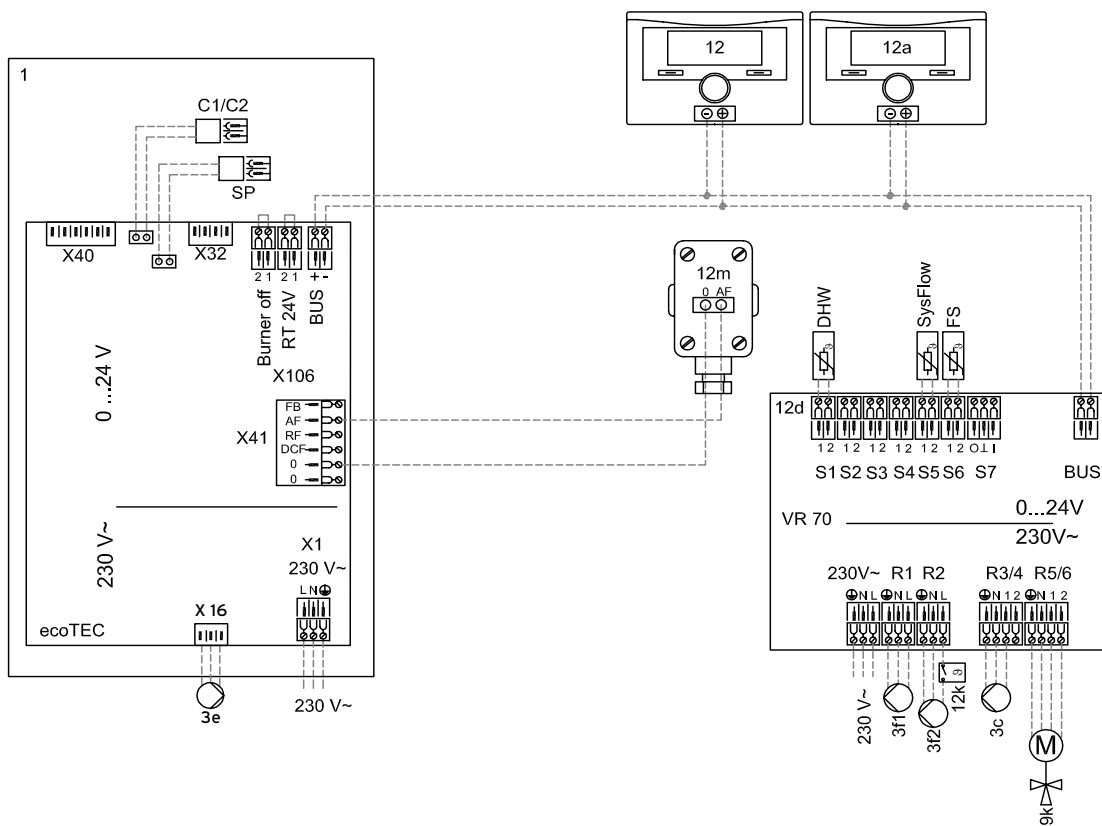 1
C1/C2
SP
X40
X32
2 1
2 1
+ -
Burner off
RT 24V
BUS
X106
0 ...24 V
X41
FB
AF
RF
DCF
0
0
230 V~
X1
230 V~
L N
ecoTEC
X 16
3e
230 V~
12
12a
12m
0 AF
DHW
SysFlow
FS
12d
1 2
1 2
1 2
1 2
1 2
1 2
O⊥I
S1
S2
S3
S4
S5
S6
S7
BUS
VR 70
0...24V
230V~
230V~
R1
R2
R3/4
R5/6
N L
N L
N L
N 1 2
N 1 2
230 V~
3f1
3f2
12k
3c
M
9k